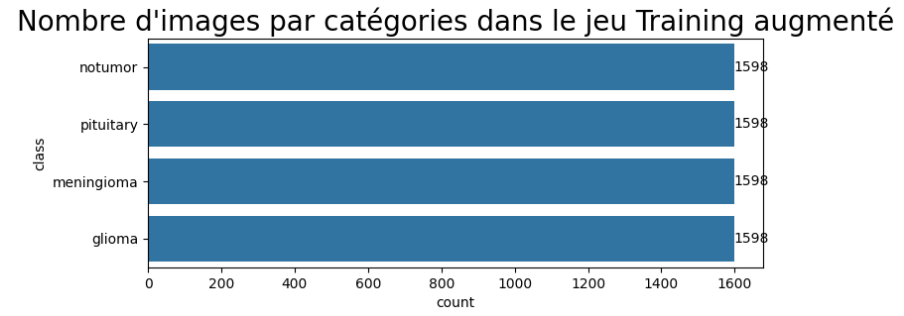 Nombre d'images par catégories dans le jeu Training augmenté
notumor 1598
pituitary 1598
meningioma 1598
glioma 1598
class
0 200 400 600 800 1000 1200 1400 1600
count